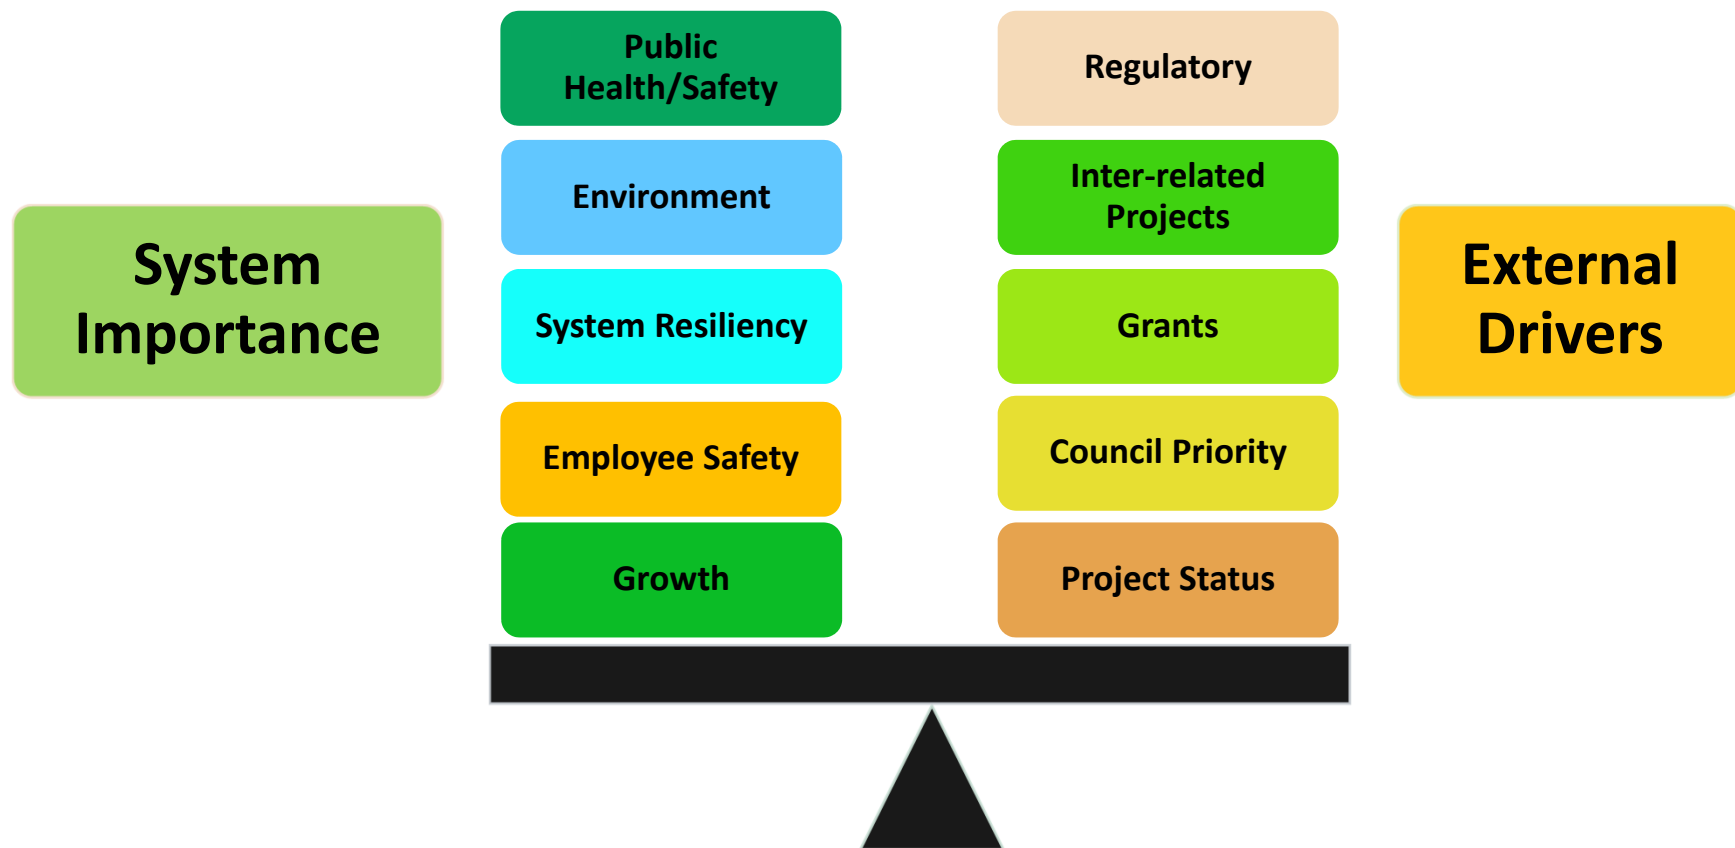 System
Importance
Public
Health/Safety
Environment
System Resiliency
Employee Safety
Growth
Regulatory
Inter-related
Projects
Grants
Council Priority
Project Status
External
Drivers